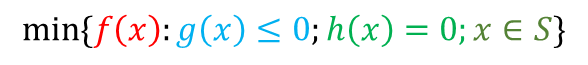 min{f(x): g(x) ≤ 0; h(x) = 0; x ∈ S}